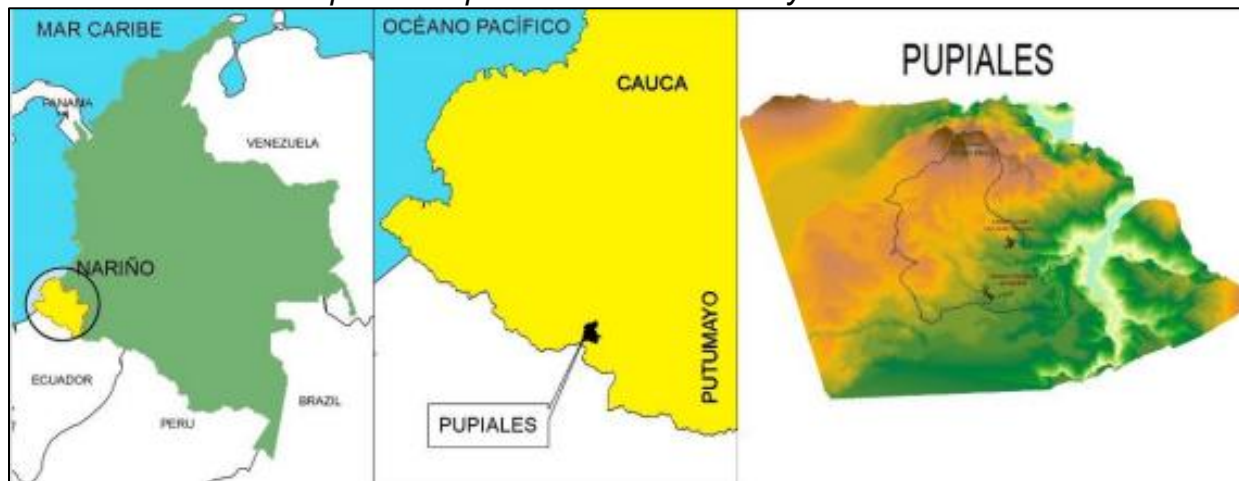 MAR CARIBE
PANAMA
VENEZUELA
NARIÑO
ECUADOR
PERU
BRAZIL
OCÉANO PACÍFICO
CAUCA
PUTUMAYO
PUPIALES
PUPIALES